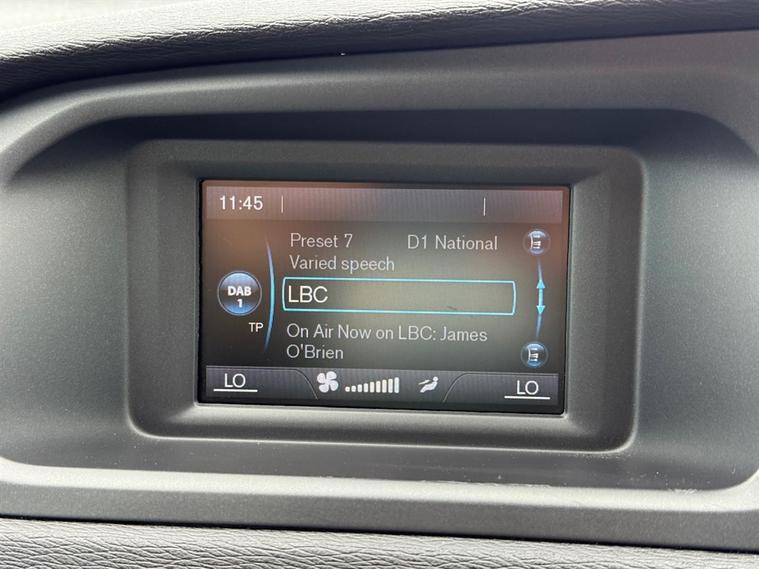 11:45
Preset 7 D1 National
Varied speech
DAB
1
LBC
TP
On Air Now on LBC: James
O'Brien
LO LO